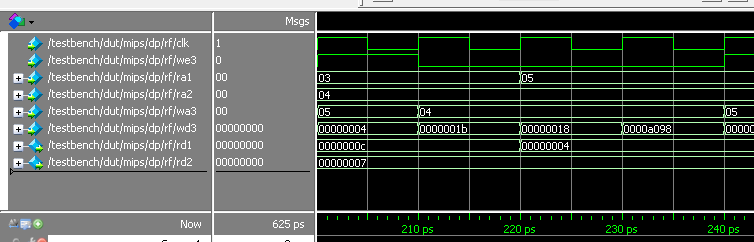 Msgs
/testbench/dut/mips/dp/rf/clk 1
/testbench/dut/mips/dp/rf/we3 0
/testbench/dut/mips/dp/rf/ra1 00 03 05
/testbench/dut/mips/dp/rf/ra2 00 04
/testbench/dut/mips/dp/rf/wa3 00 05 04 05
/testbench/dut/mips/dp/rf/wd3 00000000 00000004 0000001b 00000018 0000a098 0000
/testbench/dut/mips/dp/rf/rd1 00000000 0000000c 00000004
/testbench/dut/mips/dp/rf/rd2 00000000 00000007
Now 625 ps 210 ps 220 ps 230 ps 240 ps